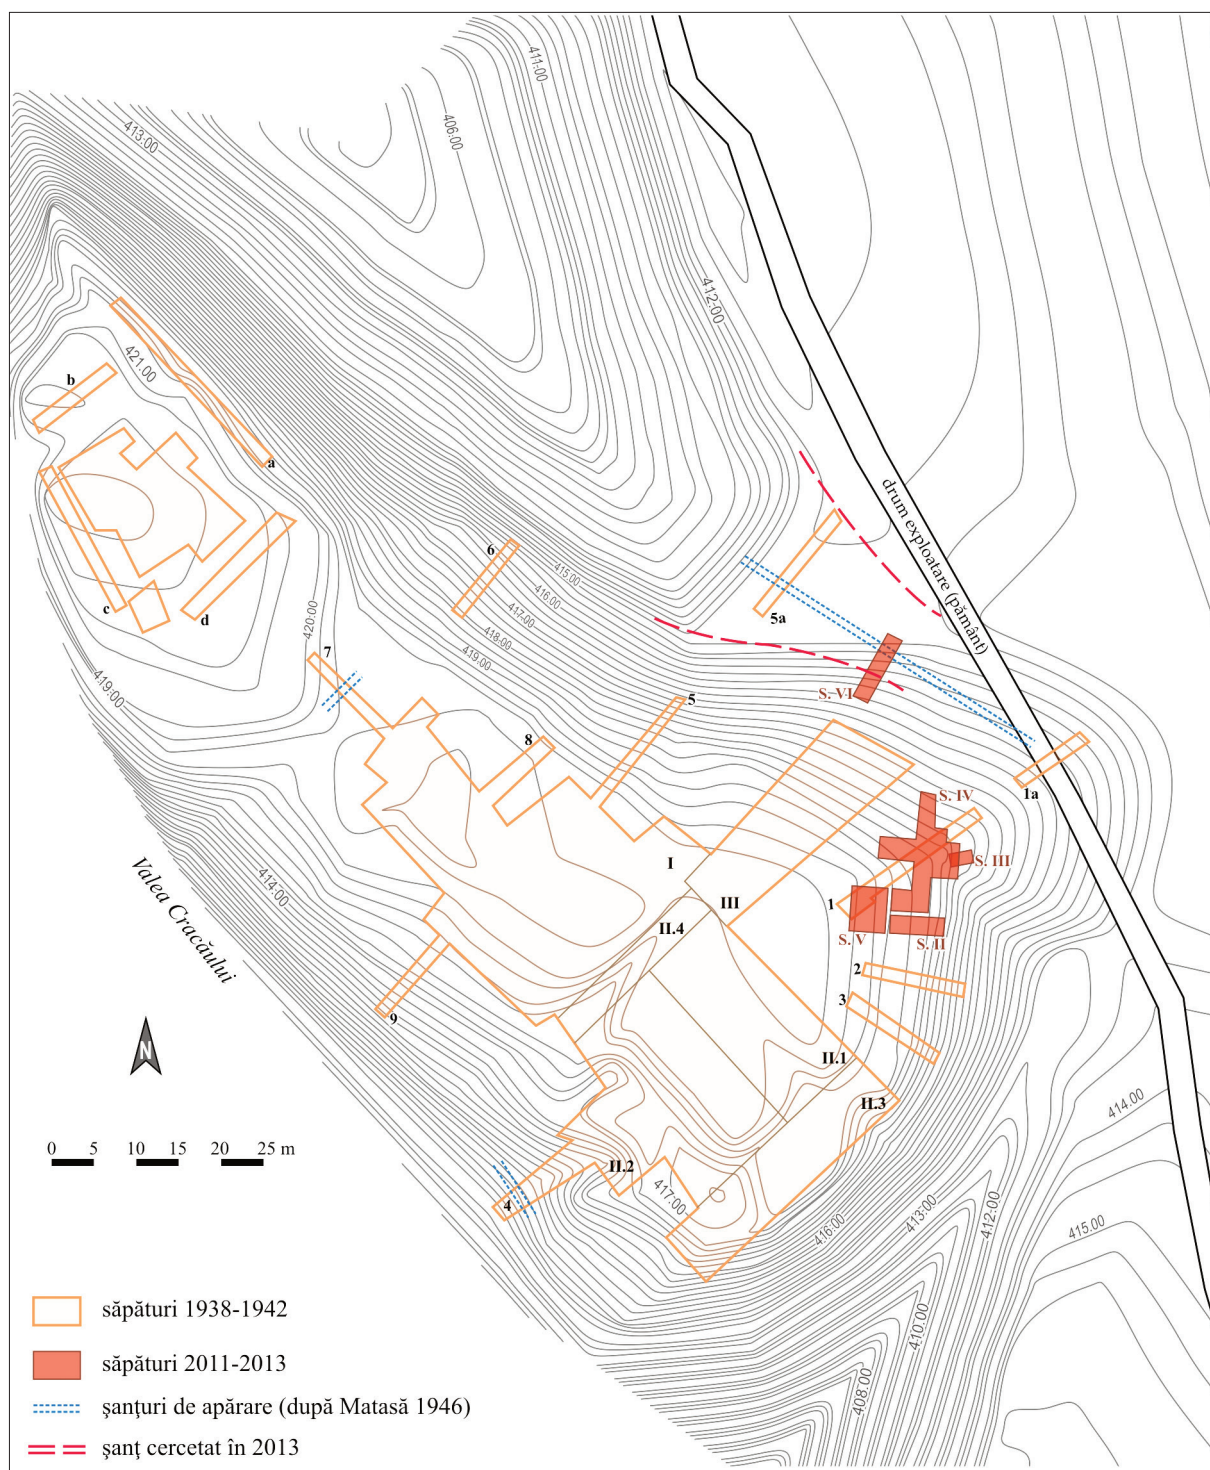 411:00
413:00
406.00
412:00
421.00
b
a
drum exploatare (pământ)
6
415:00
416.00
417:00
418:00
419.00
5a
c
d
420:00
7
S. VI
419:00
5
8
1a
S. IV
I
S. III
Valea Cracăului
414:00
1
III
II.4
S. V
S. II
2
3
9
N
II.1
II.3
414.00
0 5 10 15 20 25 m
II.2
417:00
4
416:00
413:00
412:00
415.00
410:00
408:00
săpături 1938-1942
săpături 2011-2013
şanţuri de apărare (după Matasă 1946)
şanţ cercetat în 2013